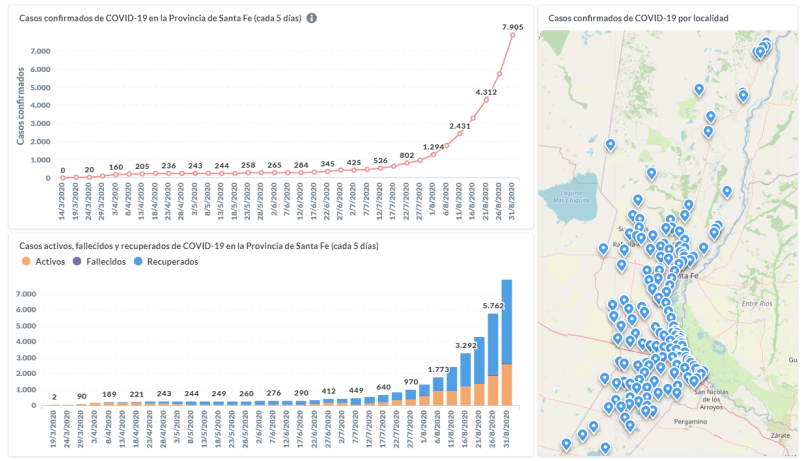 Casos confirmados de COVID-19 en la Provincia de Santa Fe (cada 5 días)
Casos confirmados
7.000
6.000
5.000
4.000
3.000
2.000
1.000
0
0 20 160 205 236 243 244 258 265 284 345 425 526 802 1.294 2.431 4.312 7.905
14/3/2020 19/3/2020 24/3/2020 29/3/2020 3/4/2020 8/4/2020 13/4/2020 18/4/2020 23/4/2020 28/4/2020 3/5/2020 8/5/2020 13/5/2020 18/5/2020 23/5/2020 28/5/2020 2/6/2020 7/6/2020 12/6/2020 17/6/2020 22/6/2020 27/6/2020 2/7/2020 7/7/2020 12/7/2020 17/7/2020 22/7/2020 27/7/2020 1/8/2020 6/8/2020 11/8/2020 16/8/2020 21/8/2020 26/8/2020 31/8/2020
Casos activos, fallecidos y recuperados de COVID-19 en la Provincia de Santa Fe (cada 5 días)
Activos Fallecidos Recuperados
7.000
6.000
5.000
4.000
3.000
2.000
1.000
0
2 90 189 221 243 244 249 260 276 290 412 449 640 970 1.773 3.292 5.762
19/3/2020 24/3/2020 29/3/2020 3/4/2020 8/4/2020 13/4/2020 18/4/2020 23/4/2020 28/4/2020 3/5/2020 8/5/2020 13/5/2020 18/5/2020 23/5/2020 28/5/2020 2/6/2020 7/6/2020 12/6/2020 17/6/2020 22/6/2020 27/6/2020 2/7/2020 7/7/2020 12/7/2020 17/7/2020 22/7/2020 27/7/2020 1/8/2020 6/8/2020 11/8/2020 16/8/2020 21/8/2020 26/8/2020 31/8/2020
Casos confirmados de COVID-19 por localidad
Laguna
Mar Chiquita
Entre Ríos
San Nicolás
de los
Arroyos
Pergamino
Zárate